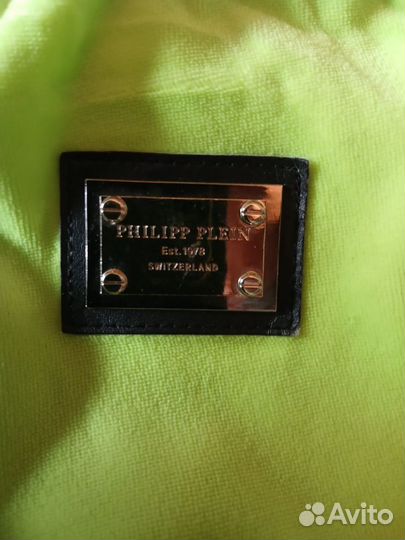 PHILIPP PLEIN
Est. 1978
SWITZERLAND
Avito